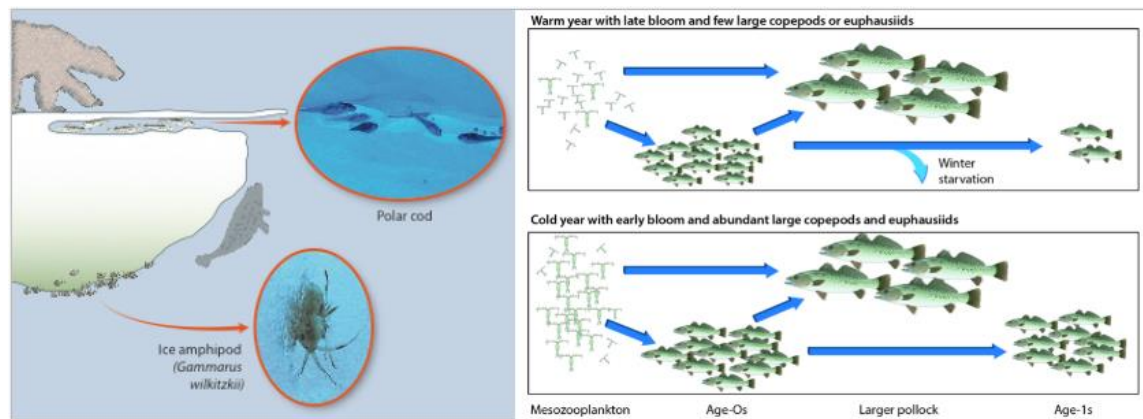 Polar cod
Ice amphipod
(Gammarus
wilkitzkii)
Warm year with late bloom and few large copepods or euphausiids
Winter
starvation
Cold year with early bloom and abundant large copepods and euphausiids
Mesozooplankton Age-Os Larger pollock Age-1s